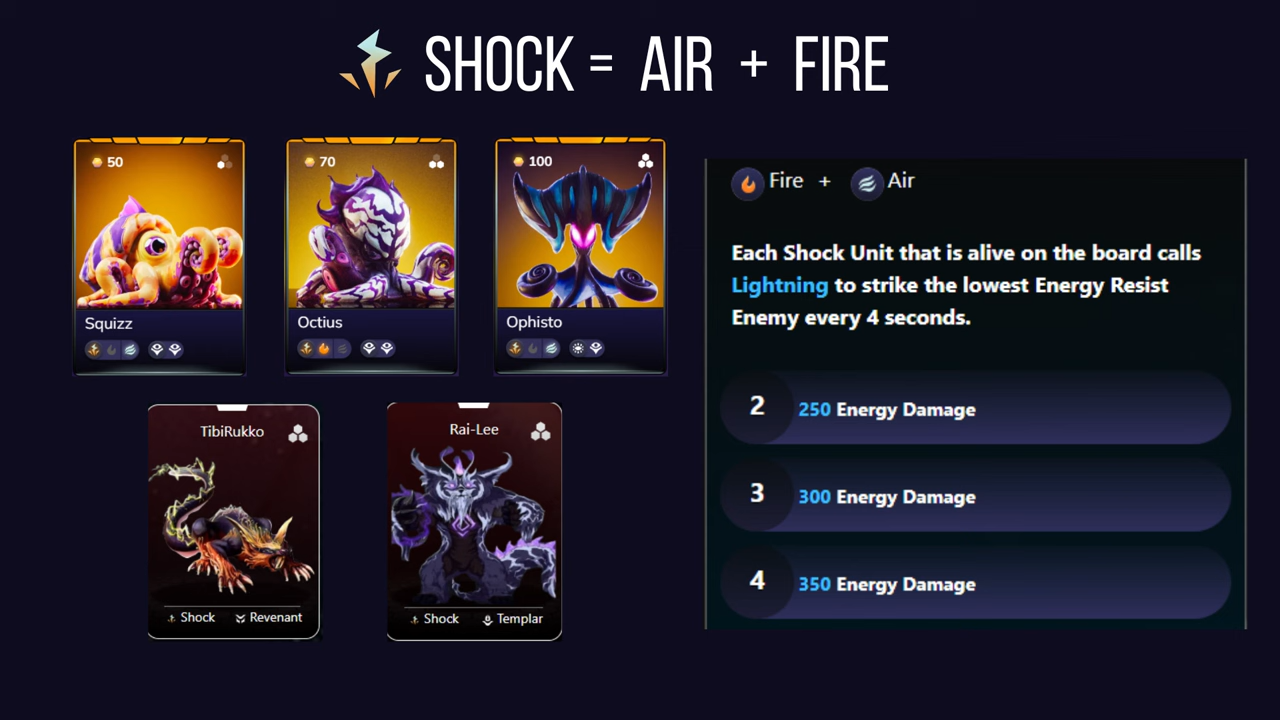 SHOCK = AIR + FIRE
50
70
100
Squizz
Octius
Ophisto
TibiRukko
Rai-Lee
Shock
Revenant
Shock
Templar
Fire + Air
Each Shock Unit that is alive on the board calls
Lightning to strike the lowest Energy Resist
Enemy every 4 seconds.
2 250 Energy Damage
3 300 Energy Damage
4 350 Energy Damage